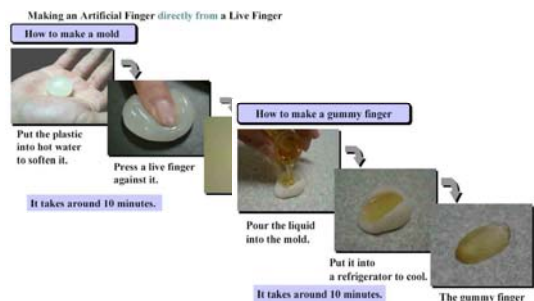 Making an Artificial Finger directly from a Live Finger
How to make a mold
Put the plastic
into hot water
to soften it.
Press a live finger
against it.
It takes around 10 minutes.
How to make a gummy finger
Pour the liquid
into the mold.
Put it into
a refrigerator to cool.
The gummy finger
It takes around 10 minutes.